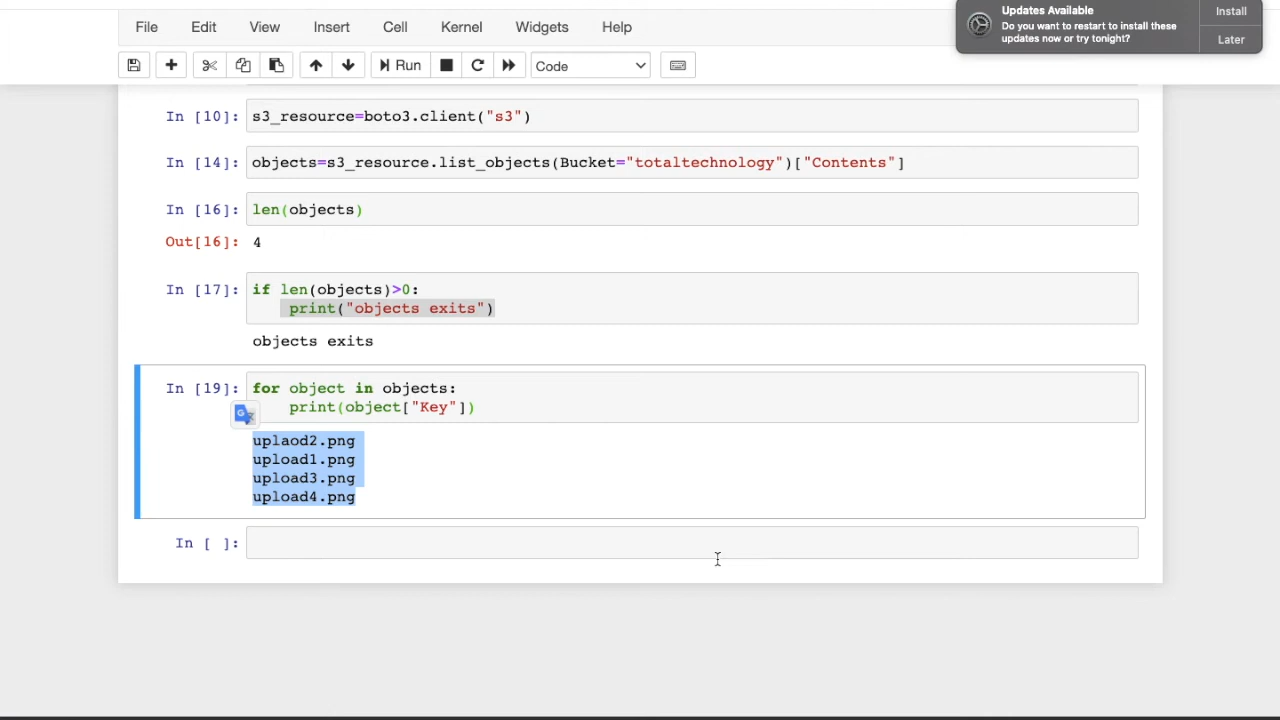 File Edit View Insert Cell Kernel Widgets Help
Updates Available
Do you want to restart to install these
updates now or try tonight?
Install
Later
Run Code
In [10]: s3_resource=boto3.client("s3")
In [14]: objects=s3_resource.list_objects(Bucket="totaltechnology")["Contents"]
In [16]: len(objects)
Out[16]: 4
In [17]: if len(objects)>0:
print("objects exits")
objects exits
In [19]: for object in objects:
print(object["Key"])
uplaod2.png
upload1.png
upload3.png
upload4.png
In [ ]: